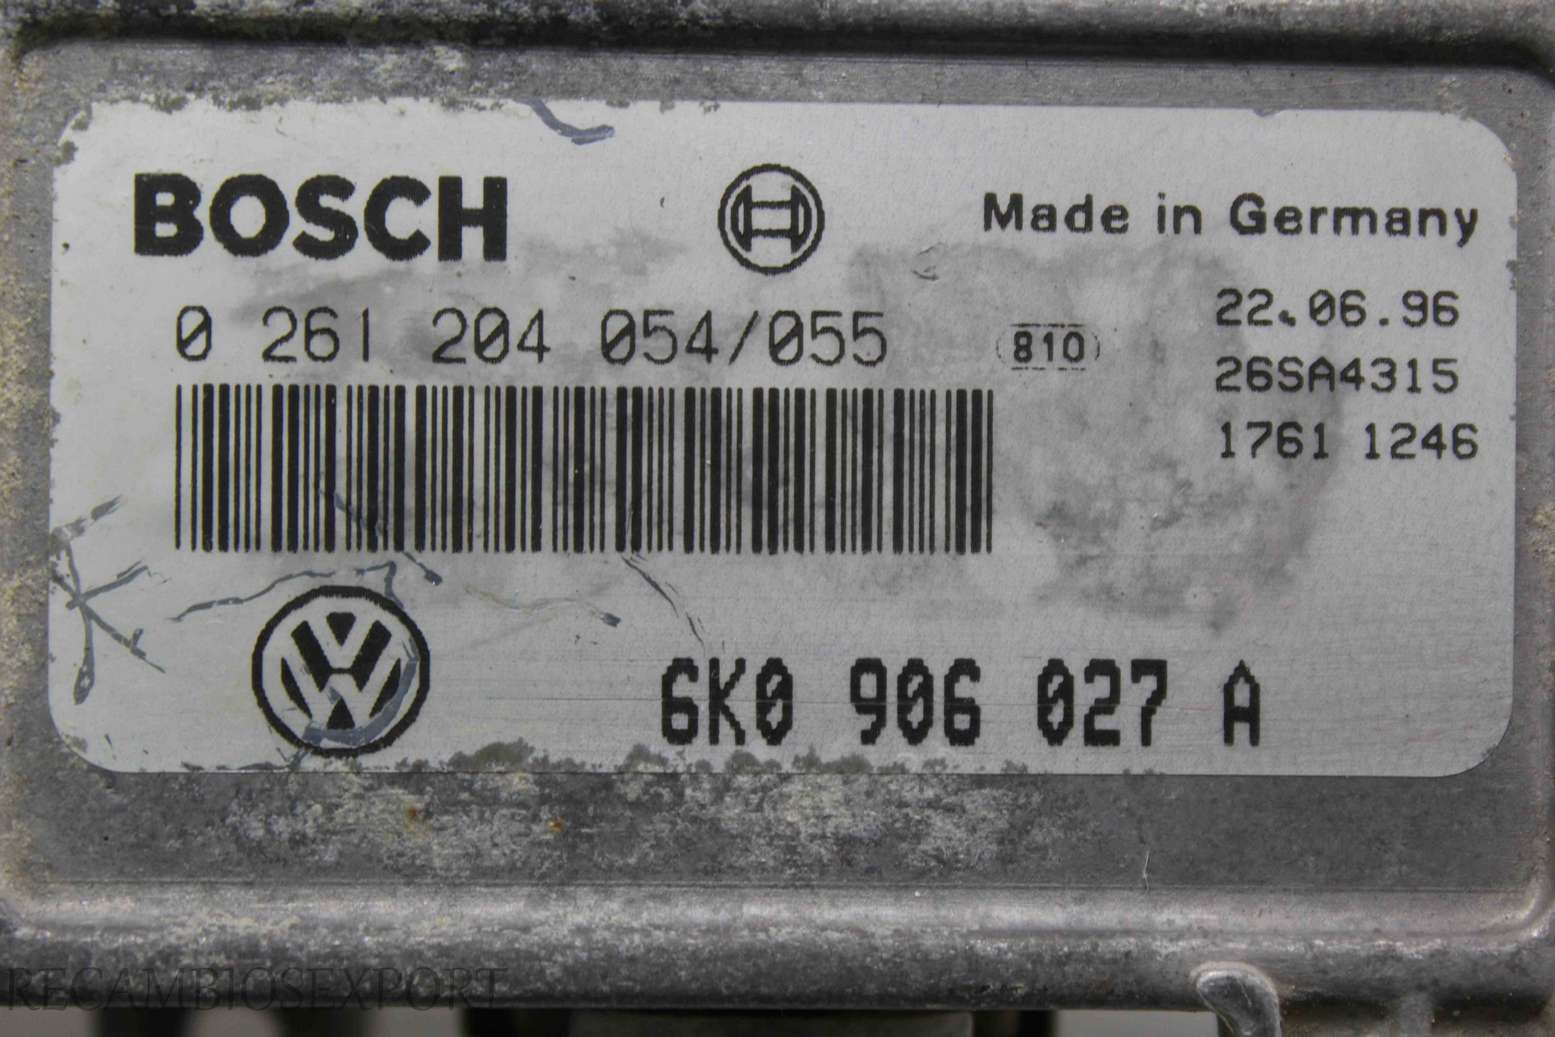 BOSCH
Made in Germany
0 261 204 054/055
810
22.06.96
26SA4315
1761 1246
6K0 906 027 A
RECAMBIOSEXPORT